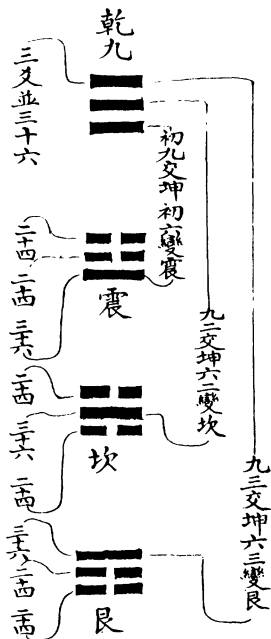 乾九
三爻並三十六
初九交坤初六變震
震
二十四
二十四
三十六
九二交坤六二變坎
坎
二十四
三十六
二十四
九三交坤六三變艮
艮
三十六
二十四
二十四